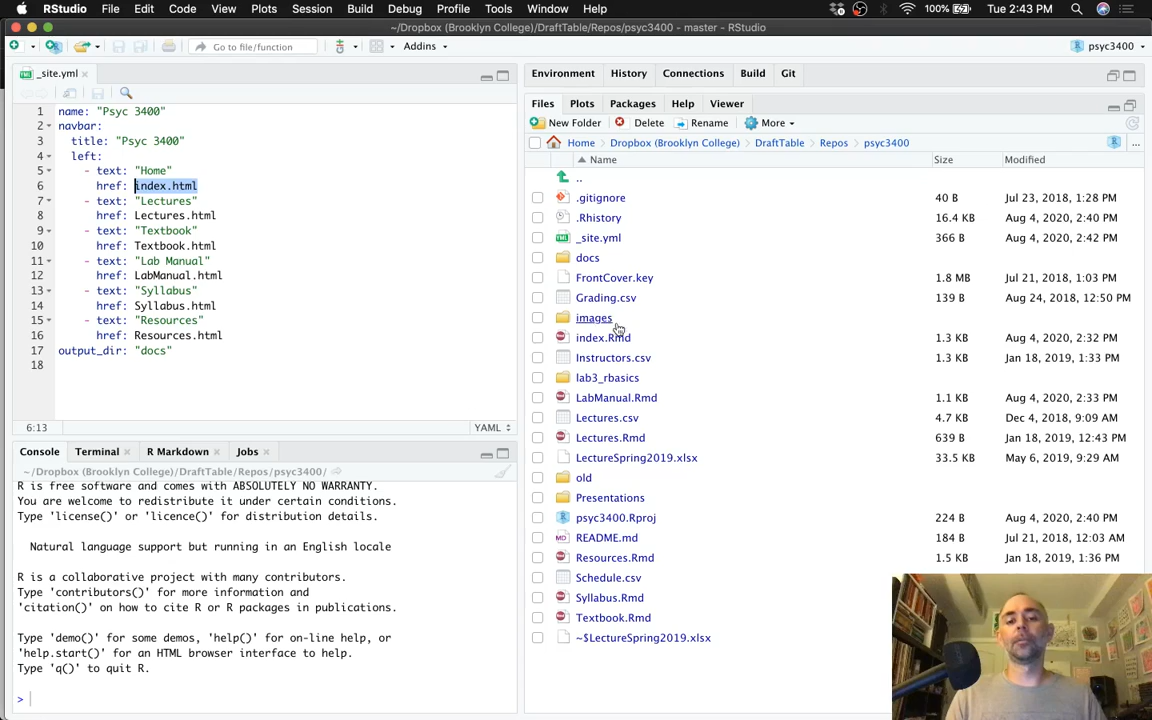 RStudio File Edit Code View Plots Session Build Debug Profile Tools Window Help 100% Tue 2:43 PM
~/Dropbox (Brooklyn College)/DraftTable/Repos/psyc3400 - master - RStudio
Go to file/function Addins psyc3400
_site.yml
1 name: "Psyc 3400"
2 navbar:
3 title: "Psyc 3400"
4 left:
5 - text: "Home"
6 href: index.html
7 - text: "Lectures"
8 href: Lectures.html
9 - text: "Textbook"
10 href: Textbook.html
11 - text: "Lab Manual"
12 href: LabManual.html
13 - text: "Syllabus"
14 href: Syllabus.html
15 - text: "Resources"
16 href: Resources.html
17 output_dir: "docs"
18
6:13 YAML
Console Terminal R Markdown Jobs
~/Dropbox (Brooklyn College)/DraftTable/Repos/psyc3400/
R is free software and comes with ABSOLUTELY NO WARRANTY.
You are welcome to redistribute it under certain conditions.
Type 'license()' or 'licence()' for distribution details.
Natural language support but running in an English locale
R is a collaborative project with many contributors.
Type 'contributors()' for more information and
'citation()' on how to cite R or R packages in publications.
Type 'demo()' for some demos, 'help()' for on-line help, or
'help.start()' for an HTML browser interface to help.
Type 'q()' to quit R.
>
Environment History Connections Build Git
Files Plots Packages Help Viewer
New Folder Delete Rename More
Home Dropbox (Brooklyn College) DraftTable Repos psyc3400 ...
Name Size Modified
..
.gitignore 40 B Jul 23, 2018, 1:28 PM
.Rhistory 16.4 KB Aug 4, 2020, 2:40 PM
_site.yml 366 B Aug 4, 2020, 2:42 PM
docs
FrontCover.key 1.8 MB Jul 21, 2018, 1:03 PM
Grading.csv 139 B Aug 24, 2018, 12:50 PM
images
index.Rmd 1.3 KB Aug 4, 2020, 2:32 PM
Instructors.csv 1.3 KB Jan 18, 2019, 1:33 PM
lab3_rbasics
LabManual.Rmd 1.1 KB Aug 4, 2020, 2:33 PM
Lectures.csv 4.7 KB Dec 4, 2018, 9:09 AM
Lectures.Rmd 639 B Jan 18, 2019, 12:43 PM
LectureSpring2019.xlsx 33.5 KB May 6, 2019, 9:29 AM
old
Presentations
psyc3400.Rproj 224 B Aug 4, 2020, 2:40 PM
README.md 184 B Jul 21, 2018, 12:03 AM
Resources.Rmd 1.5 KB Jan 18, 2019, 1:36 PM
Schedule.csv
Syllabus.Rmd
Textbook.Rmd
~$LectureSpring2019.xlsx